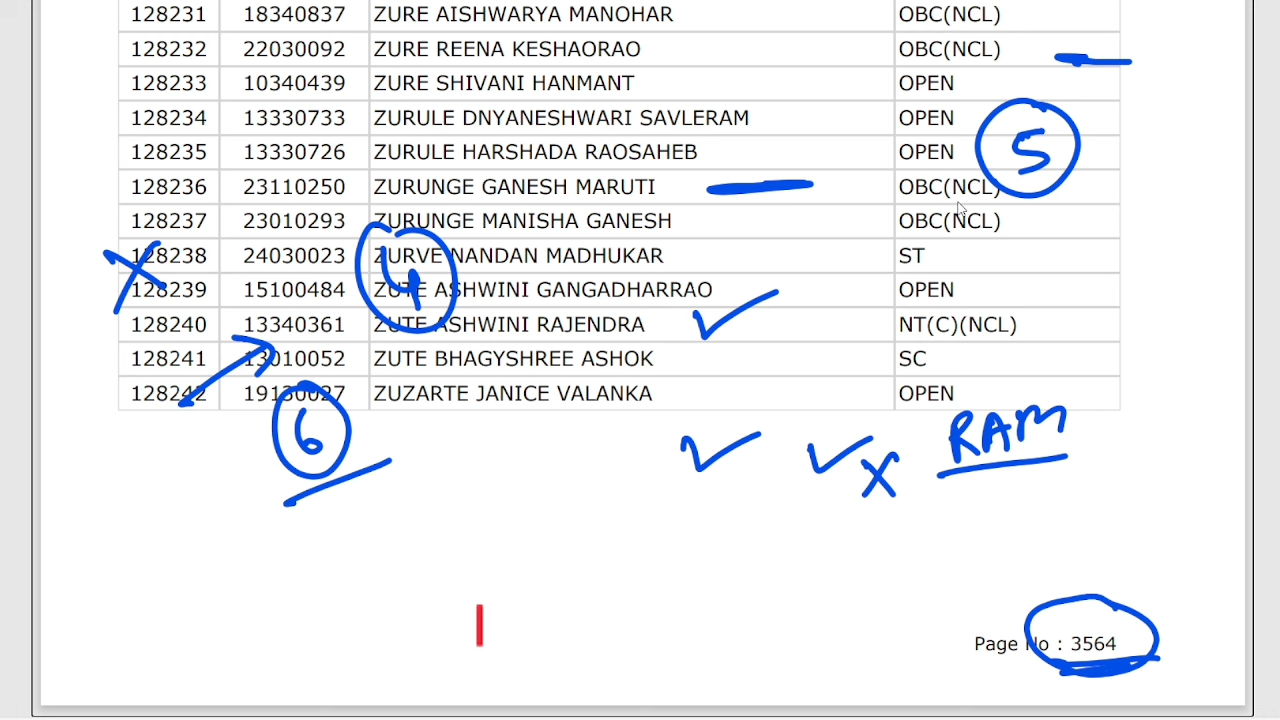 128231 18340837 ZURE AISHWARYA MANOHAR OBC(NCL)
128232 22030092 ZURE REENA KESHAORAO OBC(NCL)
128233 10340439 ZURE SHIVANI HANMANT OPEN
128234 13330733 ZURULE DNYANESHWARI SAVLERAM OPEN
5
128235 13330726 ZURULE HARSHADA RAOSAHEB OPEN
128236 23110250 ZURUNGE GANESH MARUTI OBC(NCL)
128237 23010293 ZURUNGE MANISHA GANESH OBC(NCL)
128238 24030023 ZURVE NANDAN MADHUKAR ST
4
128239 15100484 ZUTE ASHWINI GANGADHARRAO OPEN
128240 13340361 ZUTE ASHWINI RAJENDRA NT(C)(NCL)
128241 13010052 ZUTE BHAGYSHREE ASHOK SC
128242 19130027 ZUZARTE JANICE VALANKA OPEN
6
RAM
Page No : 3564